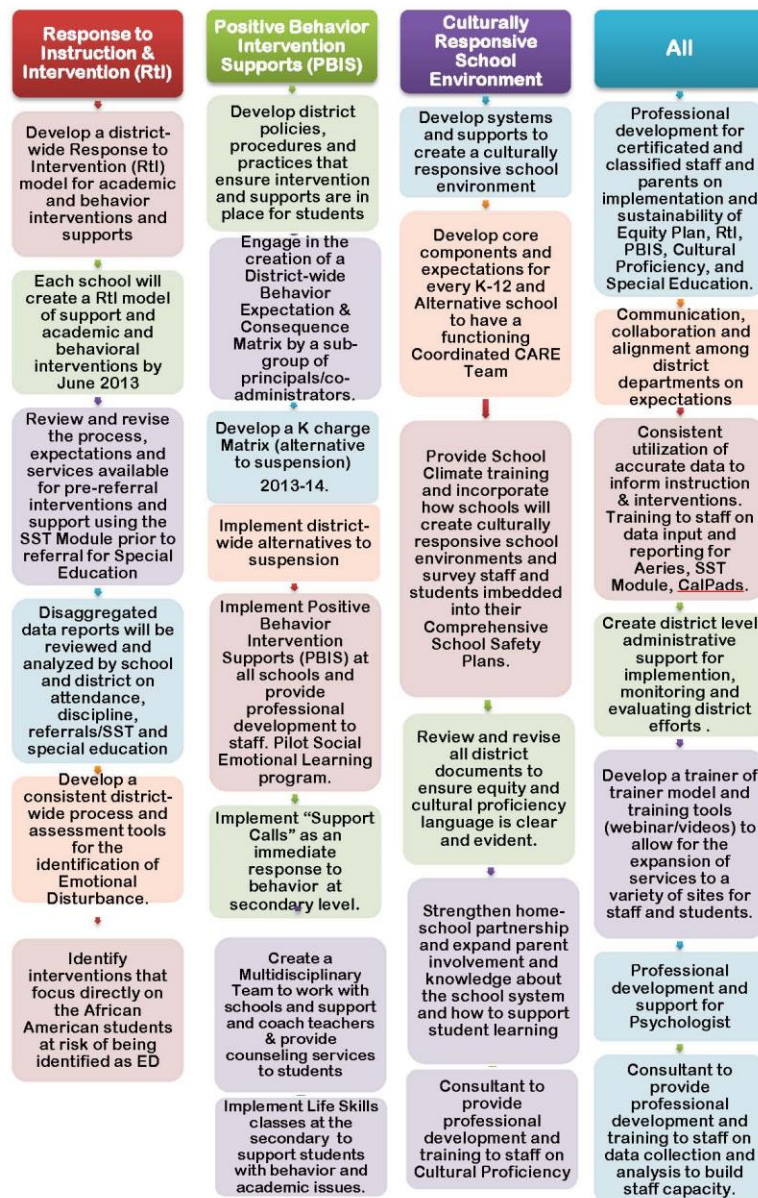 Response to
Instruction &
Intervention (RtI)
Develop a district-
wide Response to
Intervention (RtI)
model for academic
and behavior
interventions and
supports
Each school will
create a RtI model
of support and
academic and
behavioral
interventions by
June 2013
Review and revise
the process,
expectations and
services available
for pre-referral
interventions and
support using the
SST Module prior to
referral for Special
Education
Disaggregated
data reports will be
reviewed and
analyzed by school
and district on
attendance,
discipline,
referrals/SST and
special education
Develop a
consistent district-
wide process and
assessment tools
for the
identification of
Emotional
Disturbance.
Identify
interventions that
focus directly on
the African
American students
at risk of being
identified as ED
Positive Behavior
Intervention
Supports (PBIS)
Develop district
policies,
procedures and
practices that
ensure intervention
and supports are in
place for students
Engage in the
creation of a
District-wide
Behavior
Expectation &
Consequence
Matrix by a sub-
group of
principals/co-
administrators.
Develop a K charge
Matrix (alternative
to suspension)
2013-14.
Implement district-
wide alternatives to
suspension
Implement Positive
Behavior
Intervention
Supports (PBIS) at
all schools and
provide
professional
development to
staff. Pilot Social
Emotional Learning
program.
Implement “Support
Calls” as an
immediate
response to
behavior at
secondary level.
Create a
Multidisciplinary
Team to work with
schools and support
and coach teachers
& provide
counseling services
to students
Implement Life Skills
classes at the
secondary to
support students
with behavior and
academic issues.
Culturally
Responsive
School
Environment
Develop systems
and supports to
create a culturally
responsive school
environment
Develop core
components and
expectations for
every K-12 and
Alternative school
to have a
functioning
Coordinated CARE
Team
Provide School
Climate training
and incorporate
how schools will
create culturally
responsive school
environments and
survey staff and
students imbedded
into their
Comprehensive
School Safety
Plans.
Review and revise
all district
documents to
ensure equity and
cultural proficiency
language is clear
and evident.
Strengthen home-
school partnership
and expand parent
involvement and
knowledge about
the school system
and how to support
student learning
Consultant to
provide
professional
development and
training to staff on
Cultural Proficiency
All
Professional
development for
certificated and
classified staff and
parents on
implementation and
sustainability of
Equity Plan, RtI,
PBIS, Cultural
Proficiency, and
Special Education.
Communication,
collaboration and
alignment among
district
departments on
expectations
Consistent
utilization of
accurate data to
inform instruction
& interventions.
Training to staff on
data input and
reporting for
Aeries, SST
Module, CalPads.
Create district level
administrative
support for
implemention,
monitoring and
evaluating district
efforts .
Develop a trainer of
trainer model and
training tools
(webinar/videos) to
allow for the
expansion of
services to a
variety of sites for
staff and students.
Professional
development and
support for
Psychologist
Consultant to
provide
professional
development and
training to staff on
data collection and
analysis to build
staff capacity.